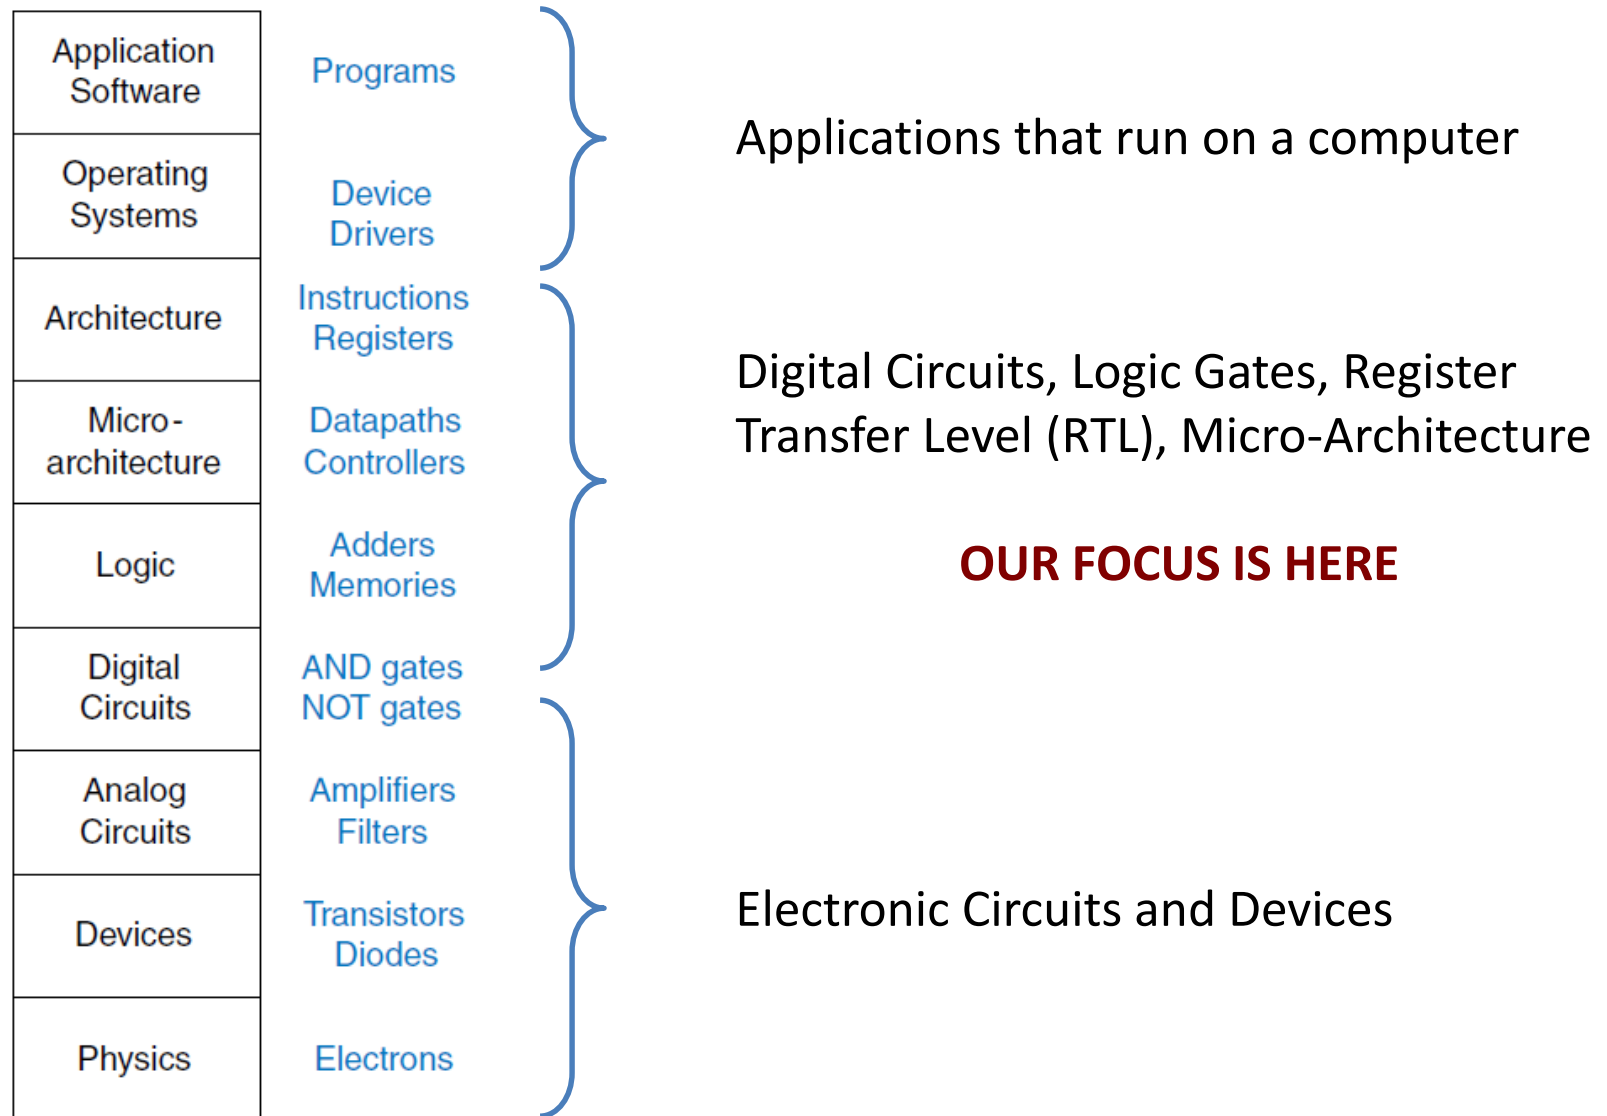 Application
Software
Programs
Applications that run on a computer
Operating
Systems
Device
Drivers
Architecture
Instructions
Registers
Digital Circuits, Logic Gates, Register
Transfer Level (RTL), Micro-Architecture
Micro-
architecture
Datapaths
Controllers
Logic
Adders
Memories
OUR FOCUS IS HERE
Digital
Circuits
AND gates
NOT gates
Analog
Circuits
Amplifiers
Filters
Devices
Transistors
Diodes
Electronic Circuits and Devices
Physics
Electrons